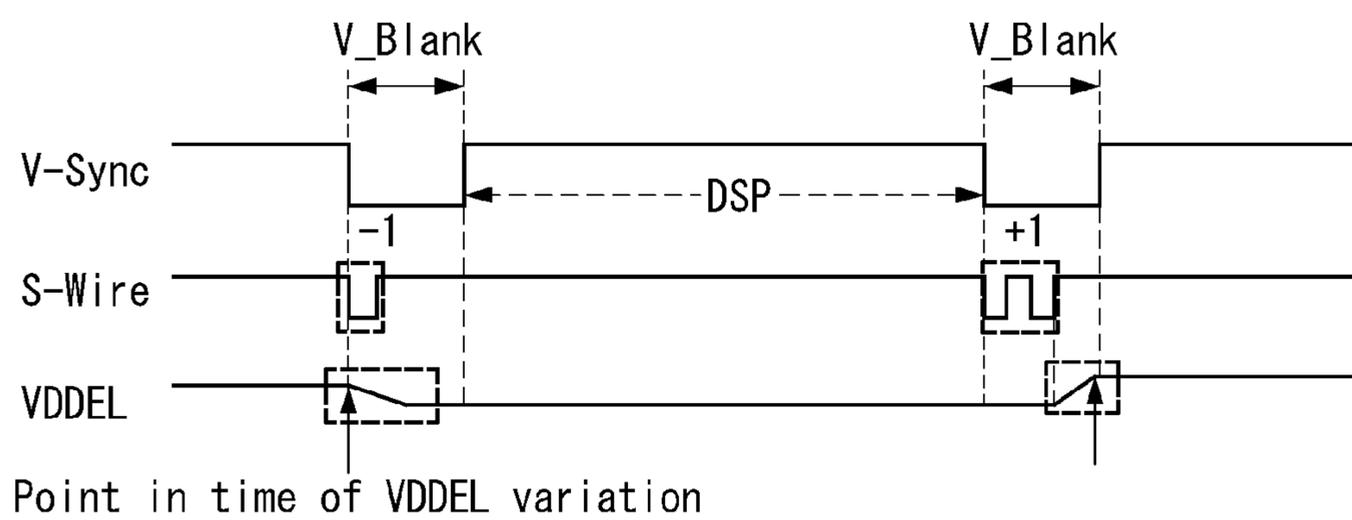 V_Blank V_Blank
V-Sync
DSP
-1 +1
S-Wire
VDDEL
Point in time of VDDEL variation